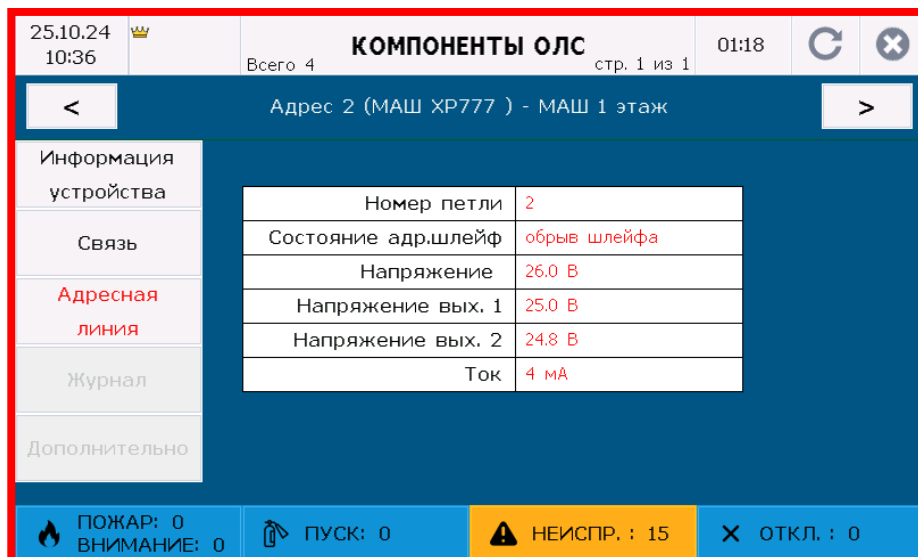 25.10.24
10:36
КОМПОНЕНТЫ ОЛС
Всего 4
стр. 1 из 1
01:18
<
Адрес 2 (МАШ XP777 ) - МАШ 1 этаж
>
Информация
устройства
Связь
Адресная
линия
Журнал
Дополнительно
Номер петли 2
Состояние адр.шлейф обрыв шлейфа
Напряжение 26.0 В
Напряжение вых. 1 25.0 В
Напряжение вых. 2 24.8 В
Ток 4 мА
ПОЖАР: 0
ВНИМАНИЕ: 0
ПУСК: 0
НЕИСПР. : 15
ОТКЛ. : 0